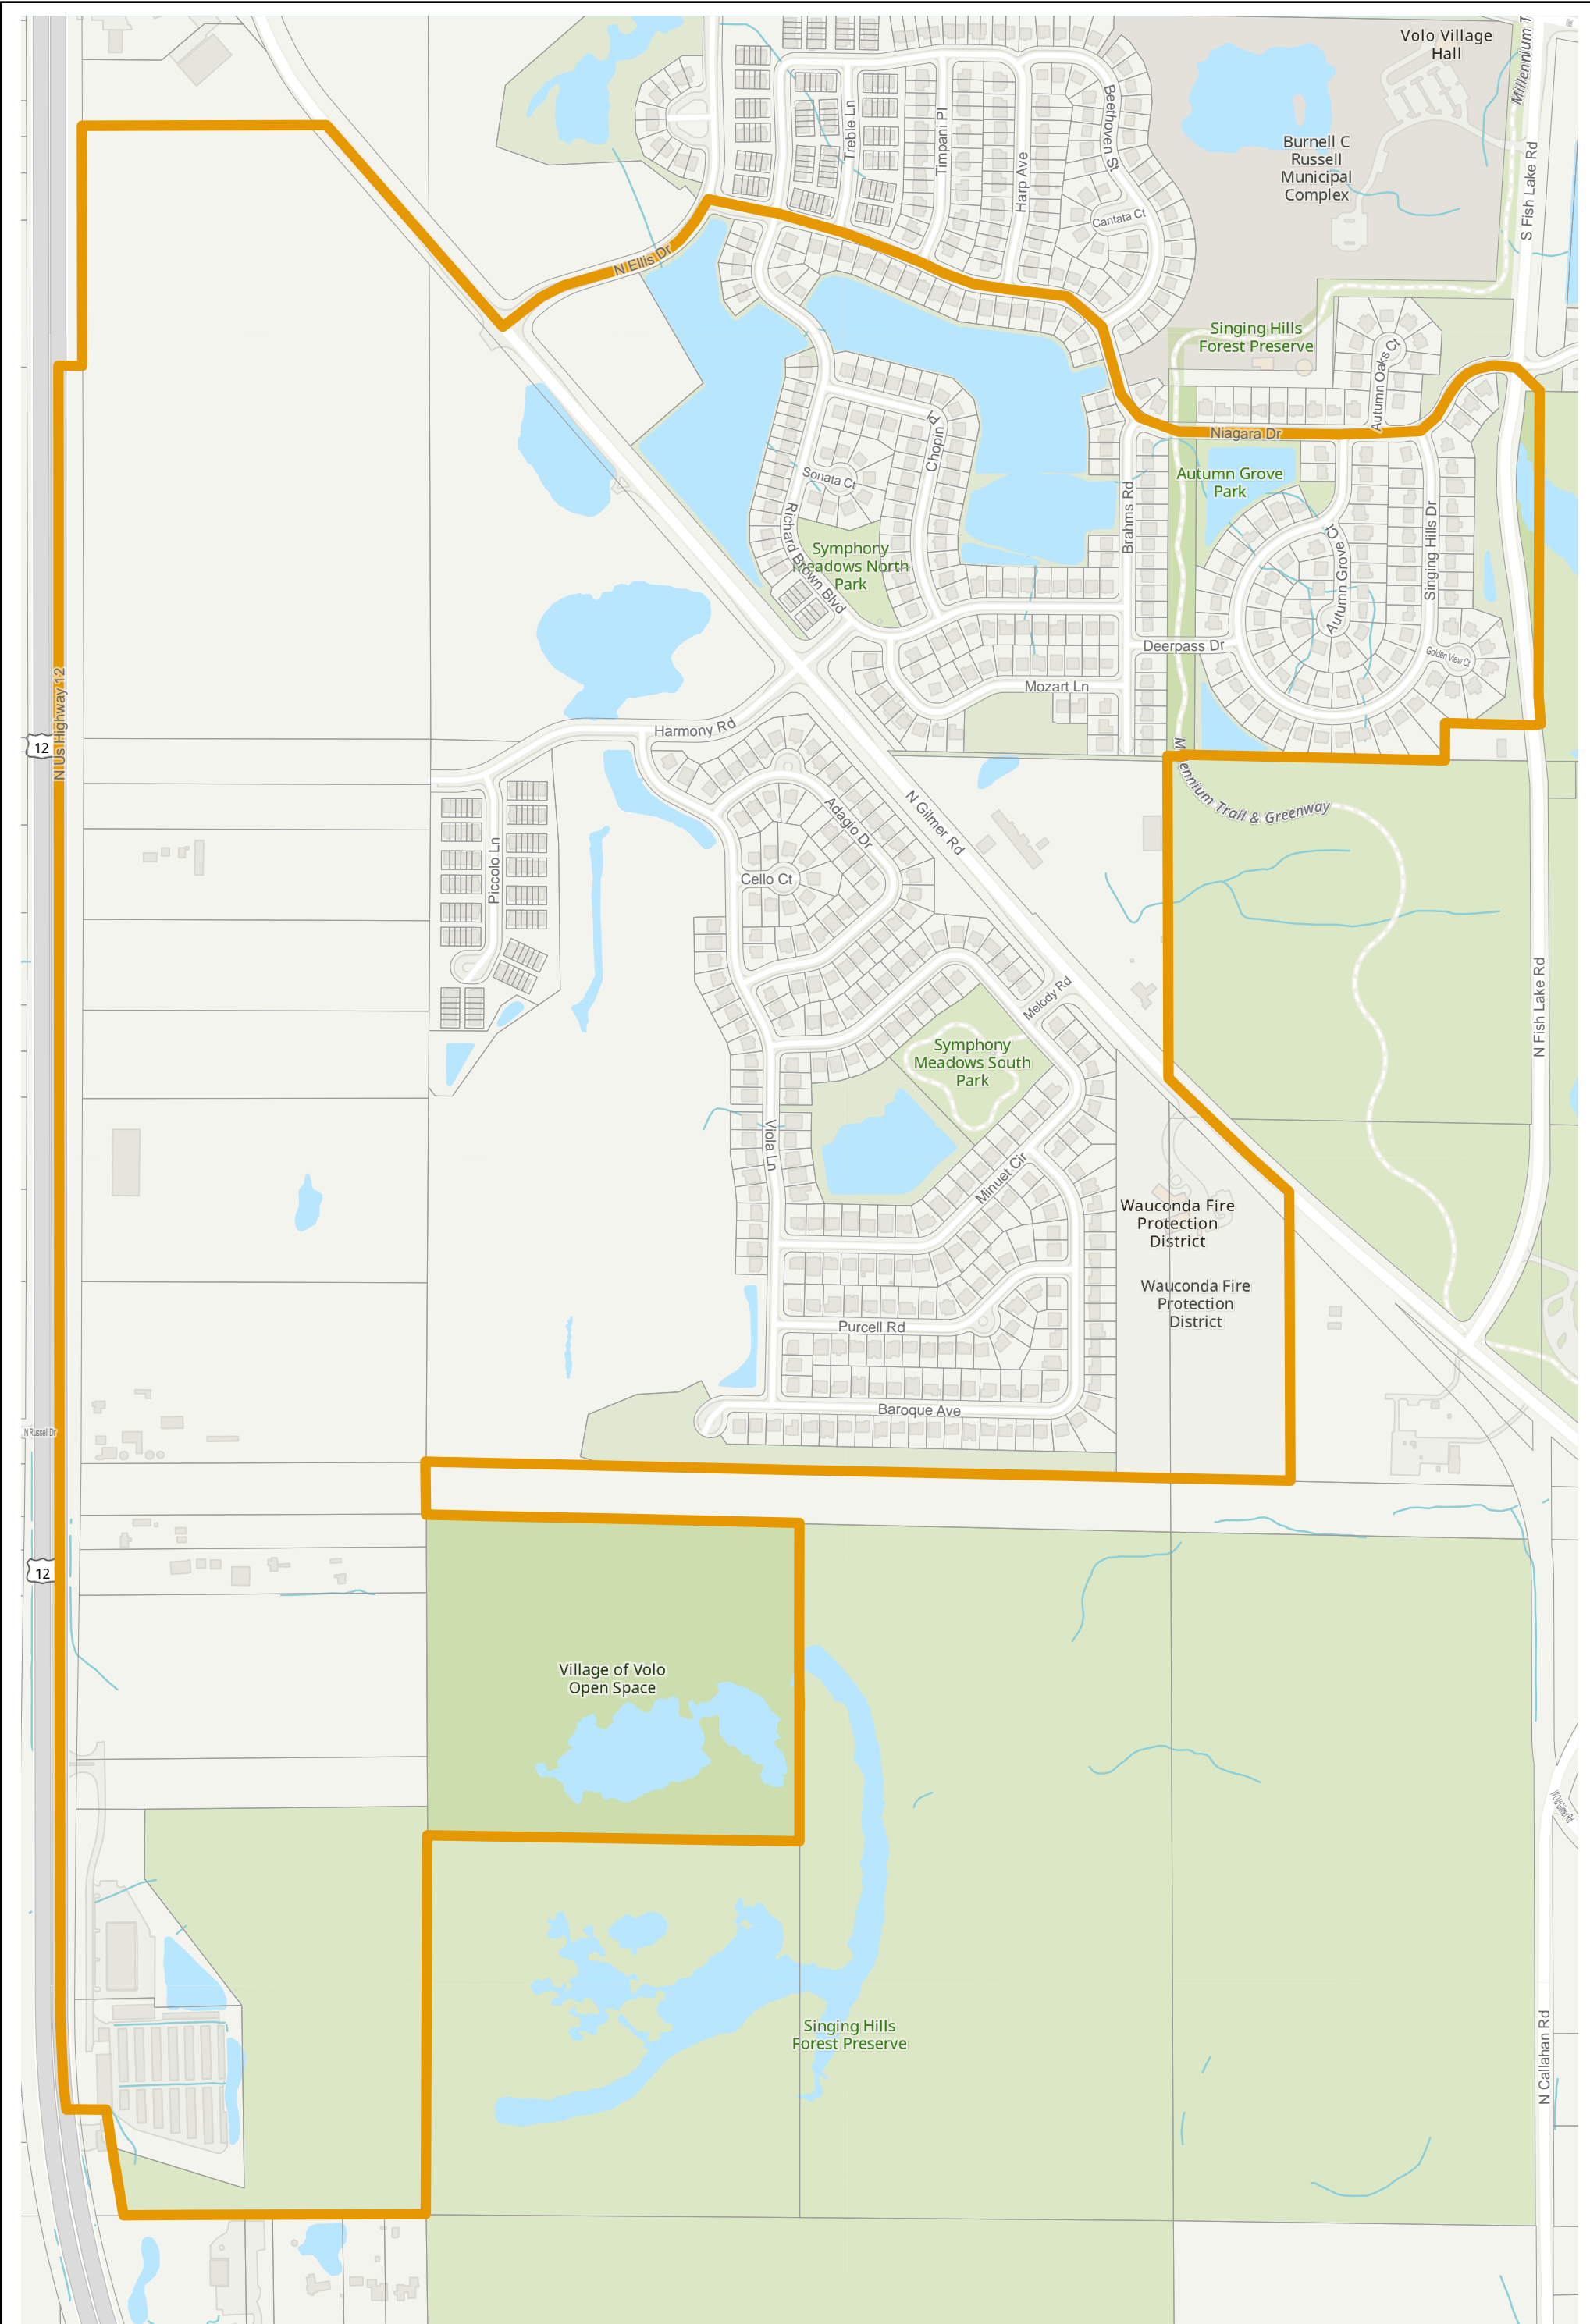 Volo Village
Hall
Millennium T
Treble Ln
Timpani Pl
Harp Ave
Beethoven St
Burnell C
Russell
Municipal
Complex
S Fish Lake Rd
Cantata Ct
N Ellis Dr
Singing Hills
Forest Preserve
Autumn Oaks Ct
Niagara Dr
Chopin Pl
Sonata Ct
Autumn Grove
Park
Brahms Rd
Richard Brown Blvd
Symphony
Meadows North
Park
Autumn Grove Ct
Singing Hills Dr
Deerpass Dr
Golden View Ct
Mozart Ln
N Us Highway 12
12
Harmony Rd
Millennium Trail & Greenway
N Gilmer Rd
Adagio Dr
Piccolo Ln
Cello Ct
Melody Rd
N Fish Lake Rd
Symphony
Meadows South
Park
Viola Ln
Minuet Cir
Wauconda Fire
Protection
District
Wauconda Fire
Protection
District
Purcell Rd
Baroque Ave
N Russell Dr
12
Village of Volo
Open Space
W Old Gilmer Rd
Singing Hills
Forest Preserve
N Callahan Rd